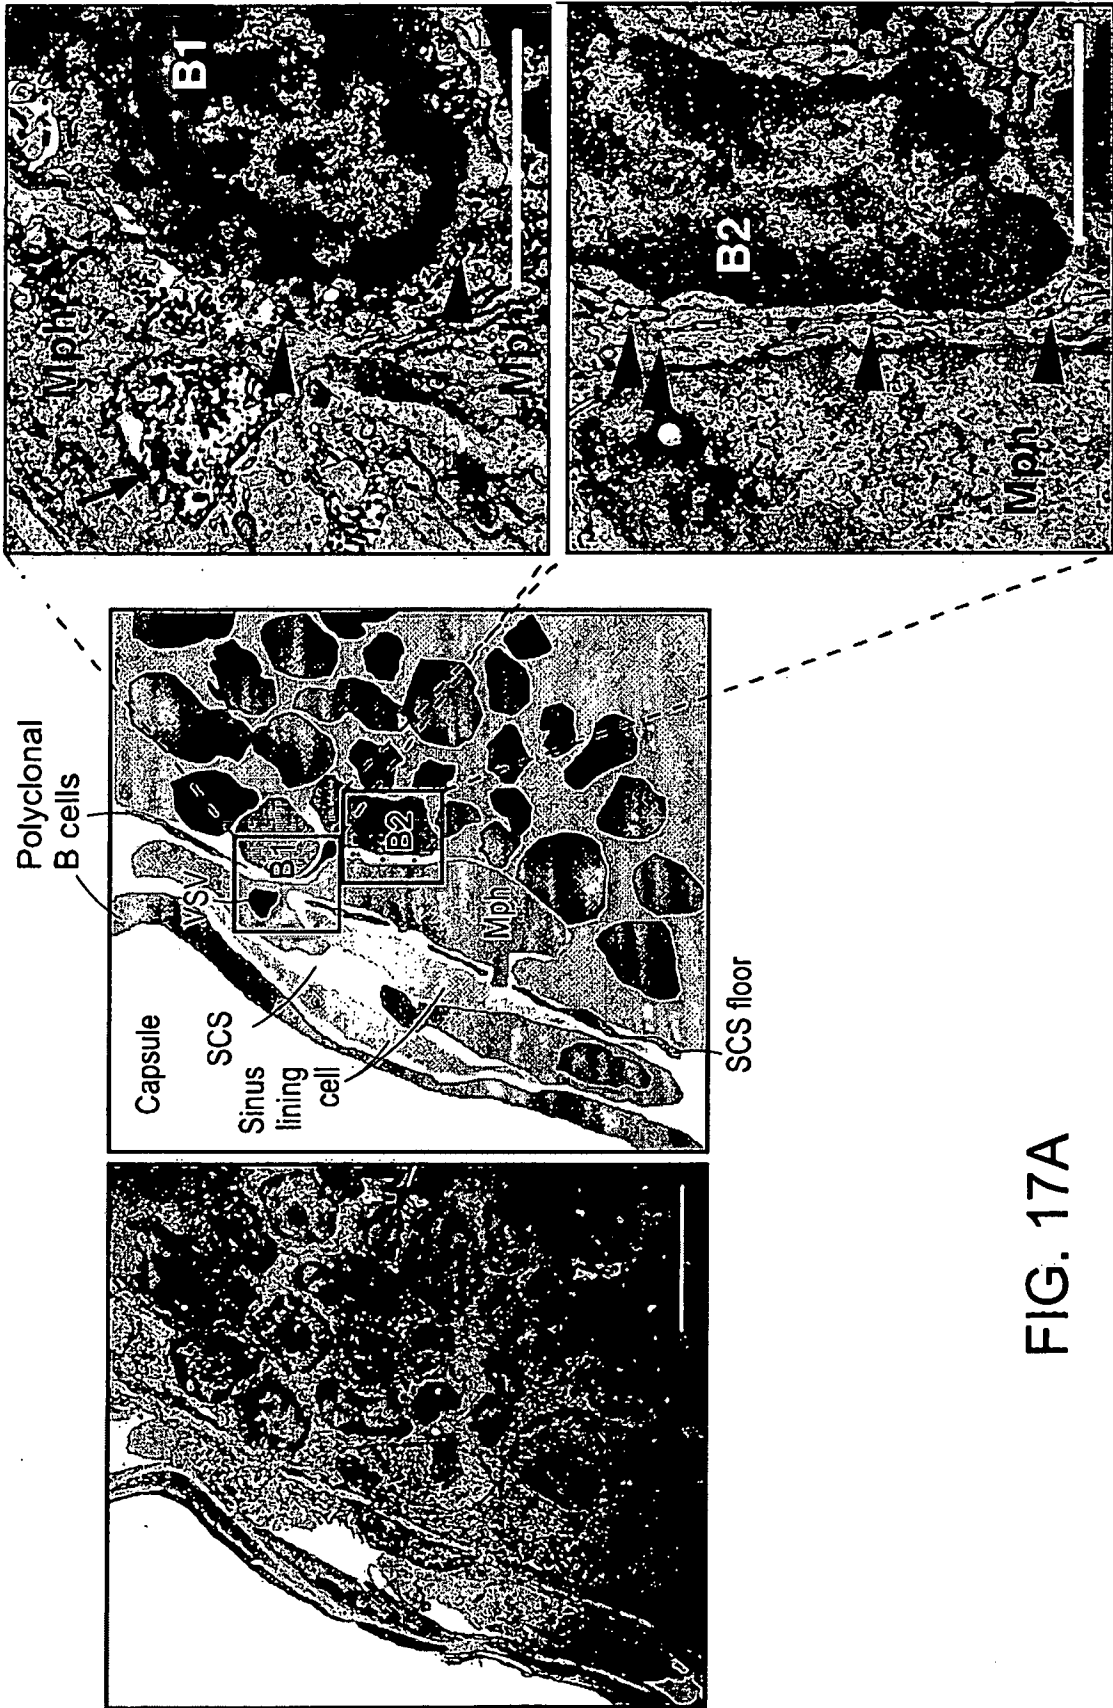 Polyclonal
B cells
Capsule
SCS
Sinus
lining
cell
VSV
B1
B2
Mph
SCS floor
Mph
B1
Mph
B2
Mph
FIG. 17A